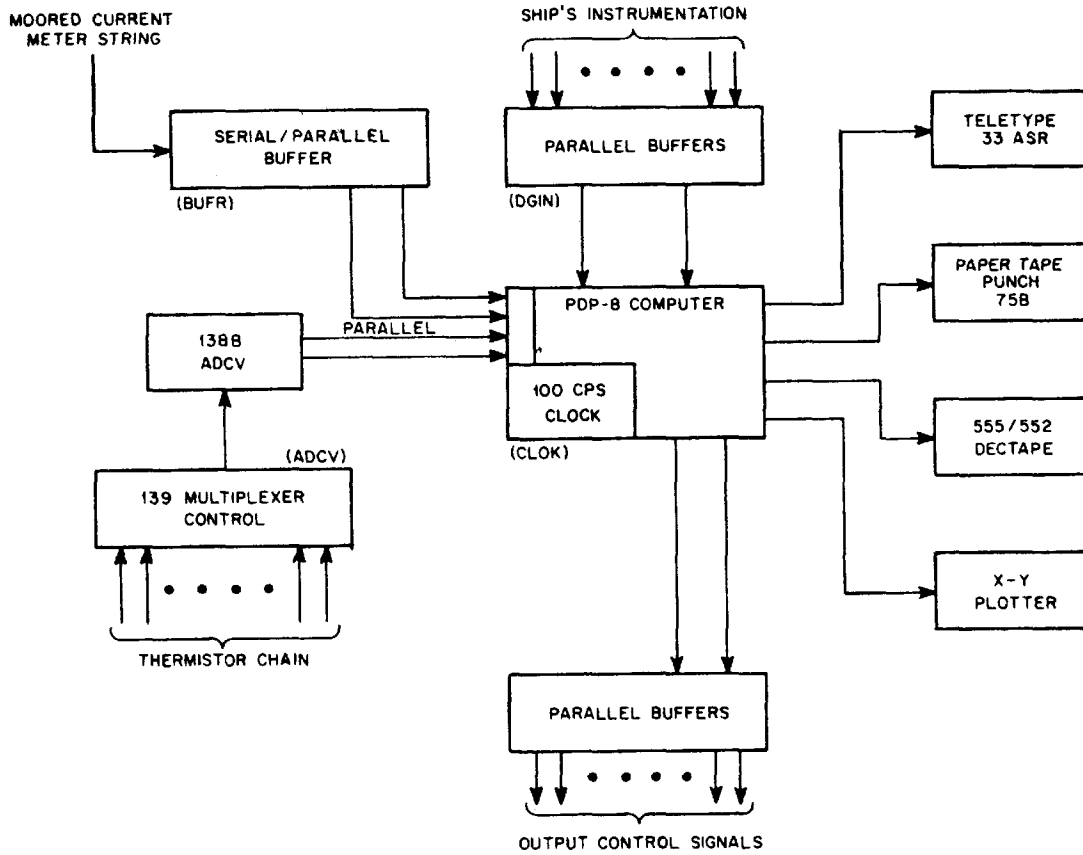 MOORED CURRENT
METER STRING
SHIP'S INSTRUMENTATION
SERIAL/PARALLEL
BUFFER
(BUFR)
PARALLEL BUFFERS
(DGIN)
TELETYPE
33 ASR
PAPER TAPE
PUNCH
75B
PDP-8 COMPUTER
PARALLEL
138B
ADCV
100 CPS
CLOCK
(CLOK)
555/552
DECTAPE
(ADCV)
139 MULTIPLEXER
CONTROL
X-Y
PLOTTER
THERMISTOR CHAIN
PARALLEL BUFFERS
OUTPUT CONTROL SIGNALS